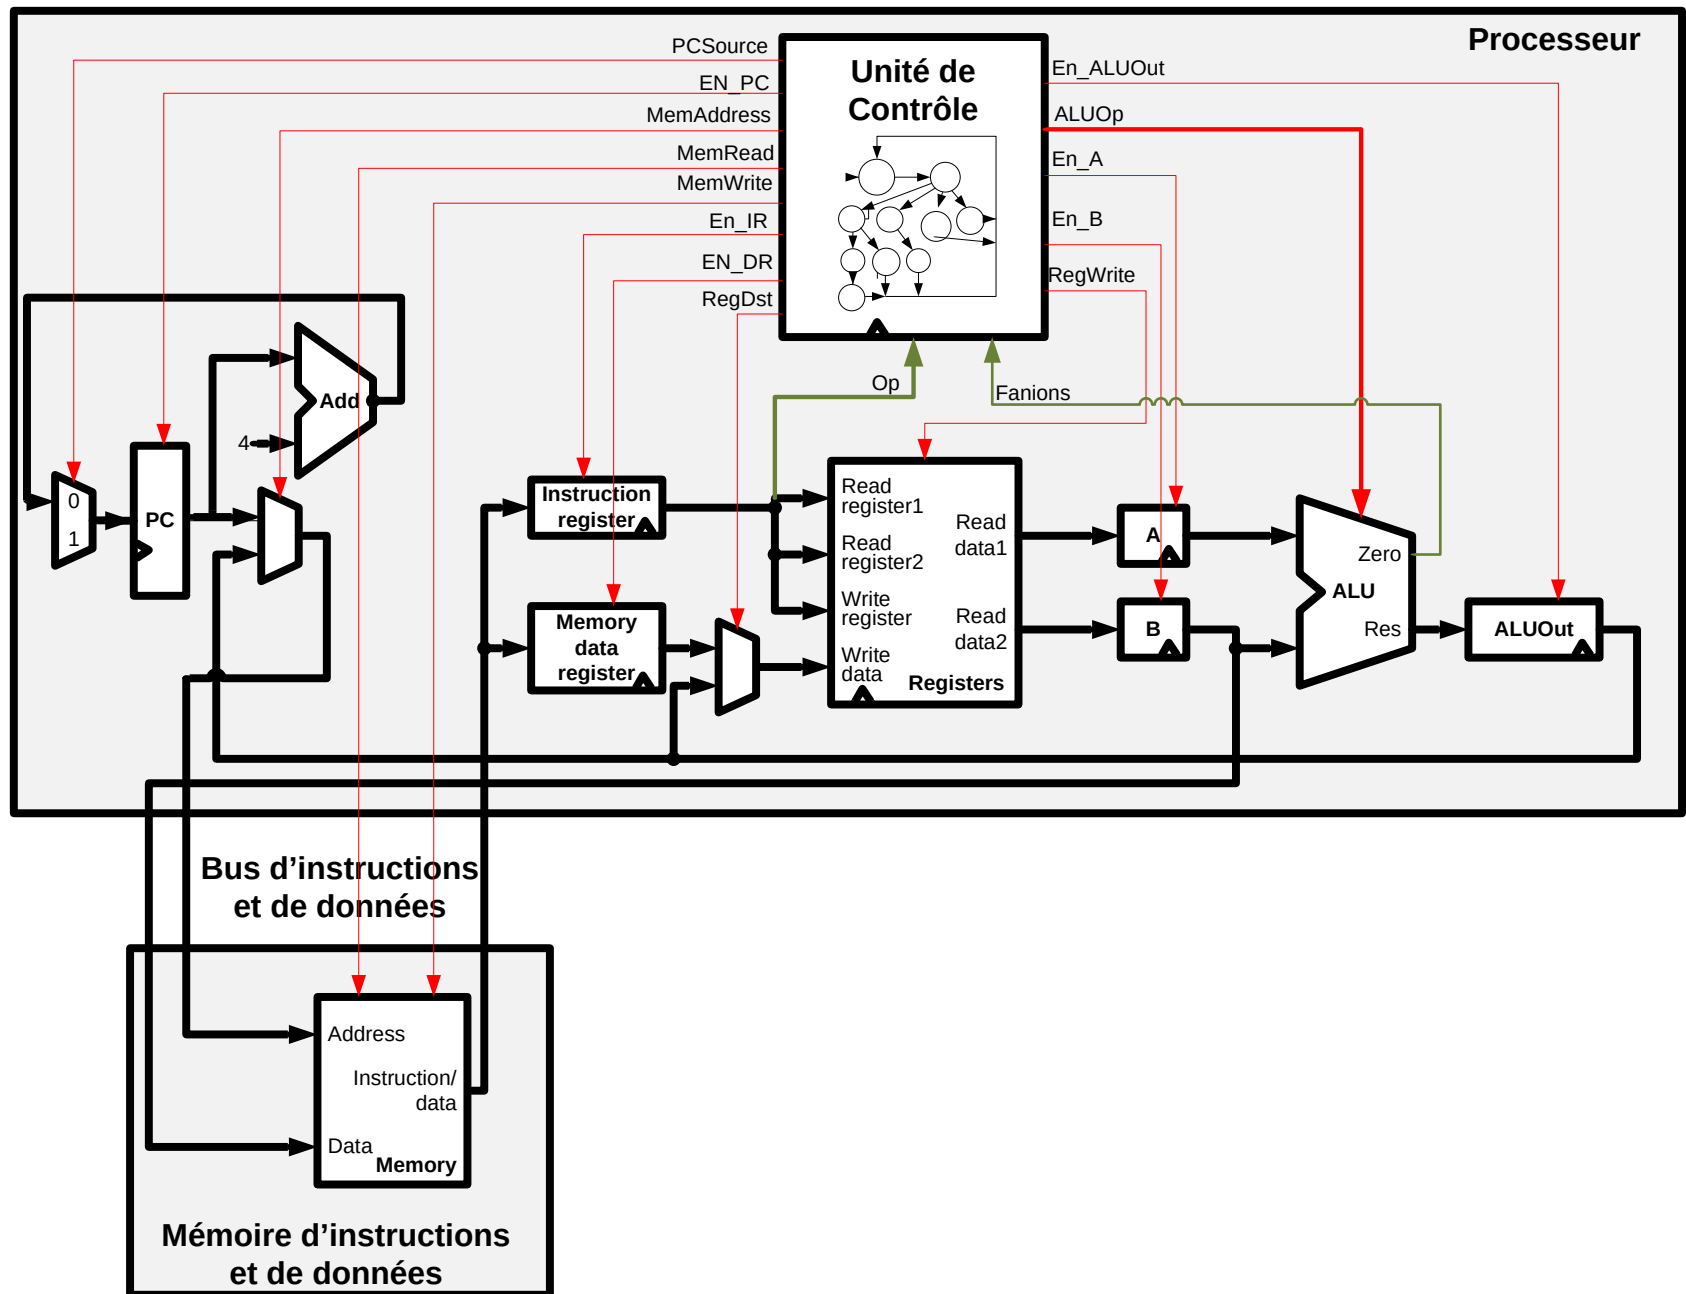 Processeur
PCSource
EN_PC
MemAddress
MemRead
MemWrite
En_IR
EN_DR
RegDst
Unité de
Contrôle
En_ALUOut
ALUOp
En_A
En_B
RegWrite
Op
Fanions
Add
4
0
1
PC
Instruction
register
Memory
data
register
Read
register1
Read
register2
Write
register
Write
data
Read
data1
Read
data2
Registers
A
B
Zero
ALU
Res
ALUOut
Bus d’instructions
et de données
Address
Instruction/
data
Data
Memory
Mémoire d’instructions
et de données